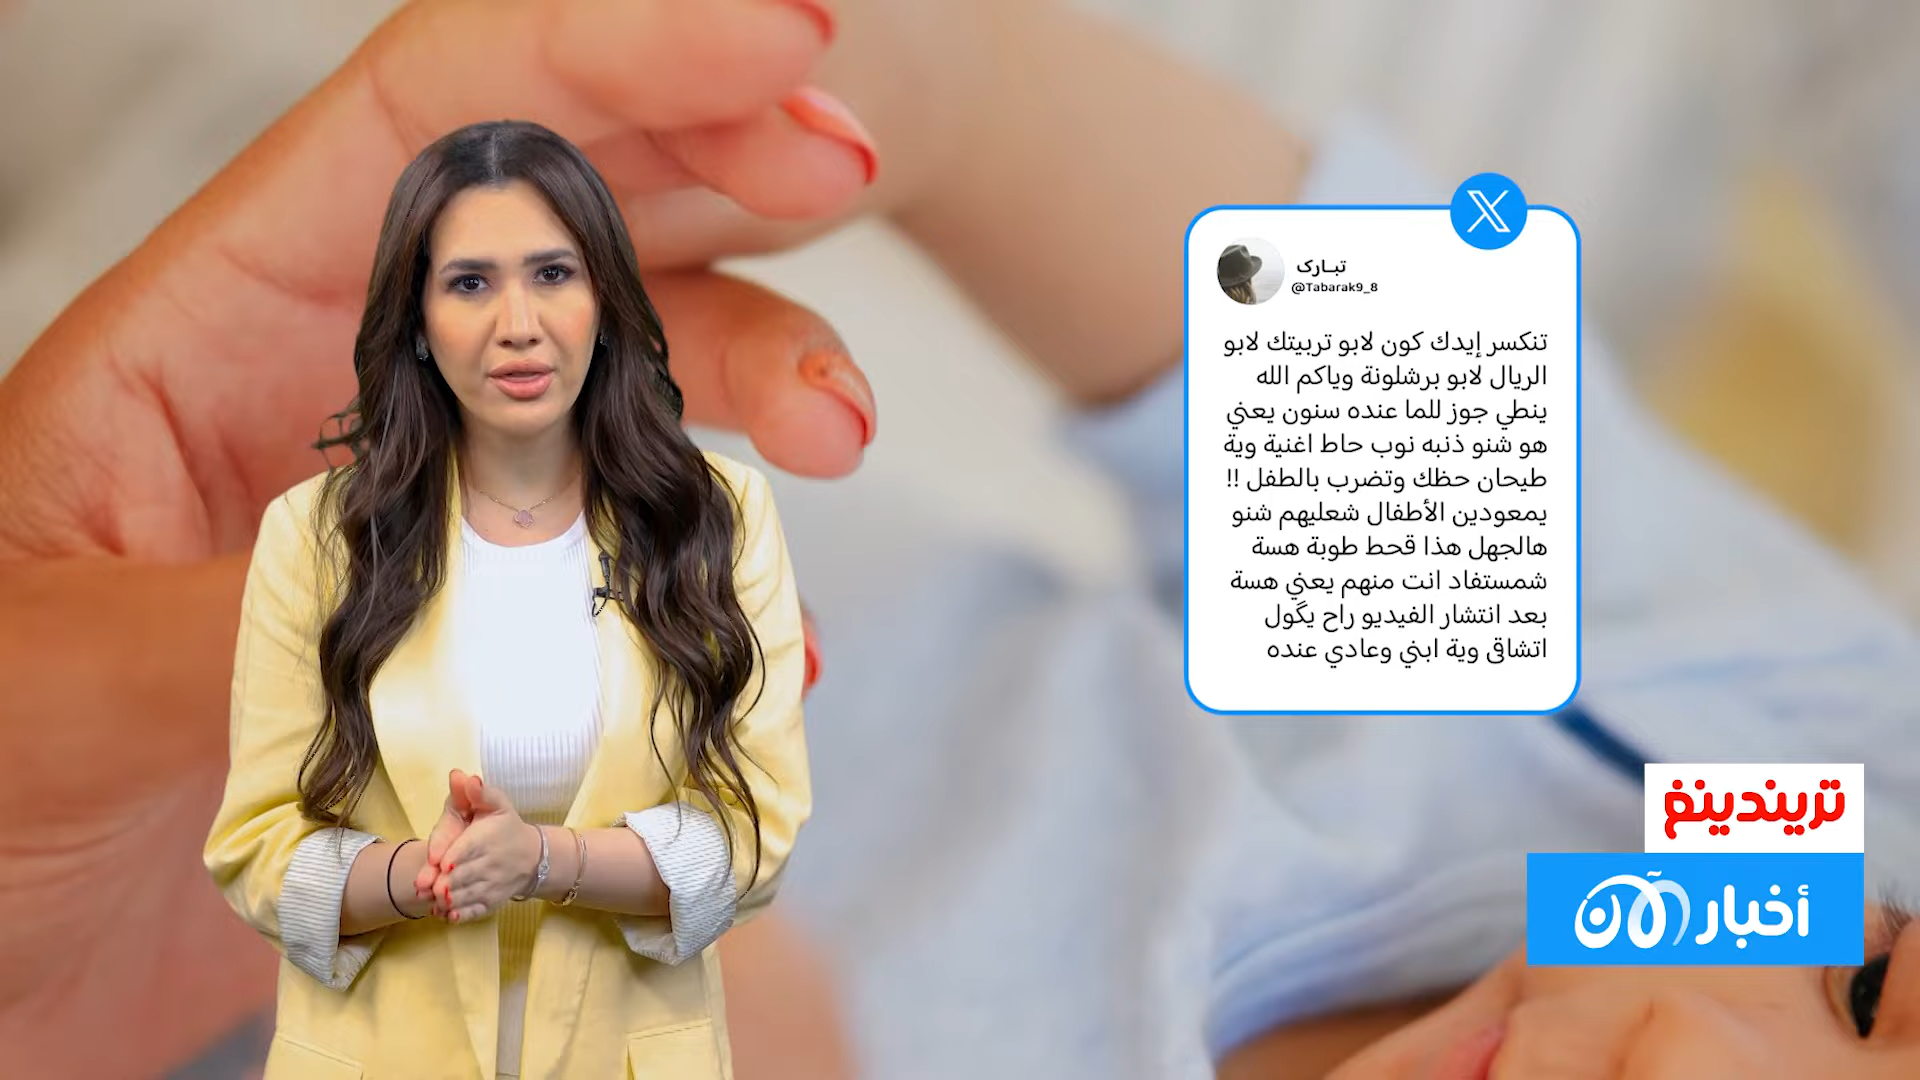 تبـارك
@Tabarak9_8
تنكسر إيدك كون لابو تربيتك لابو
الريال لابو برشلونة وياكم الله
ينطي جوز للما عنده سنون يعني
هو شنو ذنبه نوب حاط اغنية وية
طيحان حظك وتضرب بالطفل !!
يمعودين الأطفال شعليهم شنو
هالجهل هذا قحط طوبة هسة
شمستفاد انت منهم يعني هسة
بعد انتشار الفيديو راح يگول
اتشاقى وية ابني وعادي عنده
تريندينغ
أخبار الآن